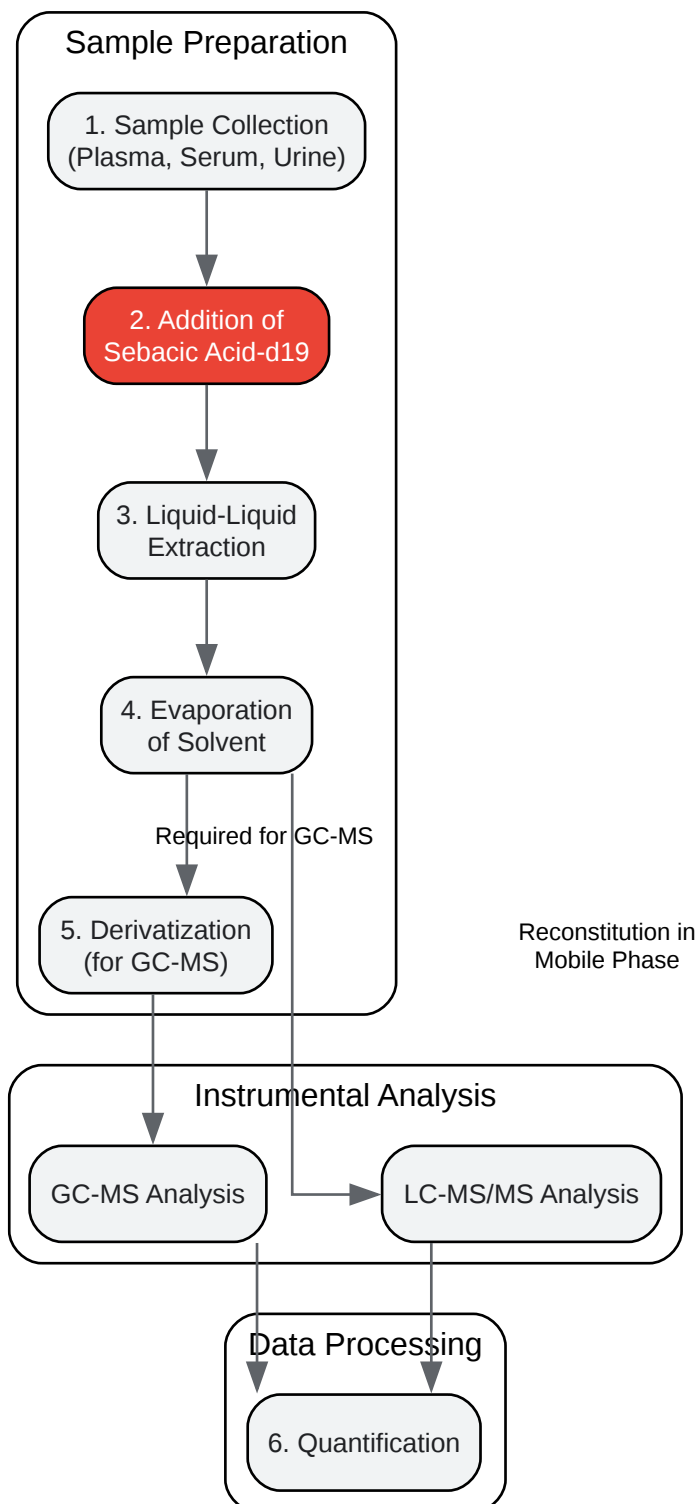 Sample Preparation
1. Sample Collection
(Plasma, Serum, Urine)
2. Addition of
Sebacic Acid-d19
3. Liquid-Liquid
Extraction
4. Evaporation
of Solvent
Required for GC-MS
5. Derivatization
(for GC-MS)
Reconstitution in
Mobile Phase
Instrumental Analysis
GC-MS Analysis
LC-MS/MS Analysis
Data Processing
6. Quantification